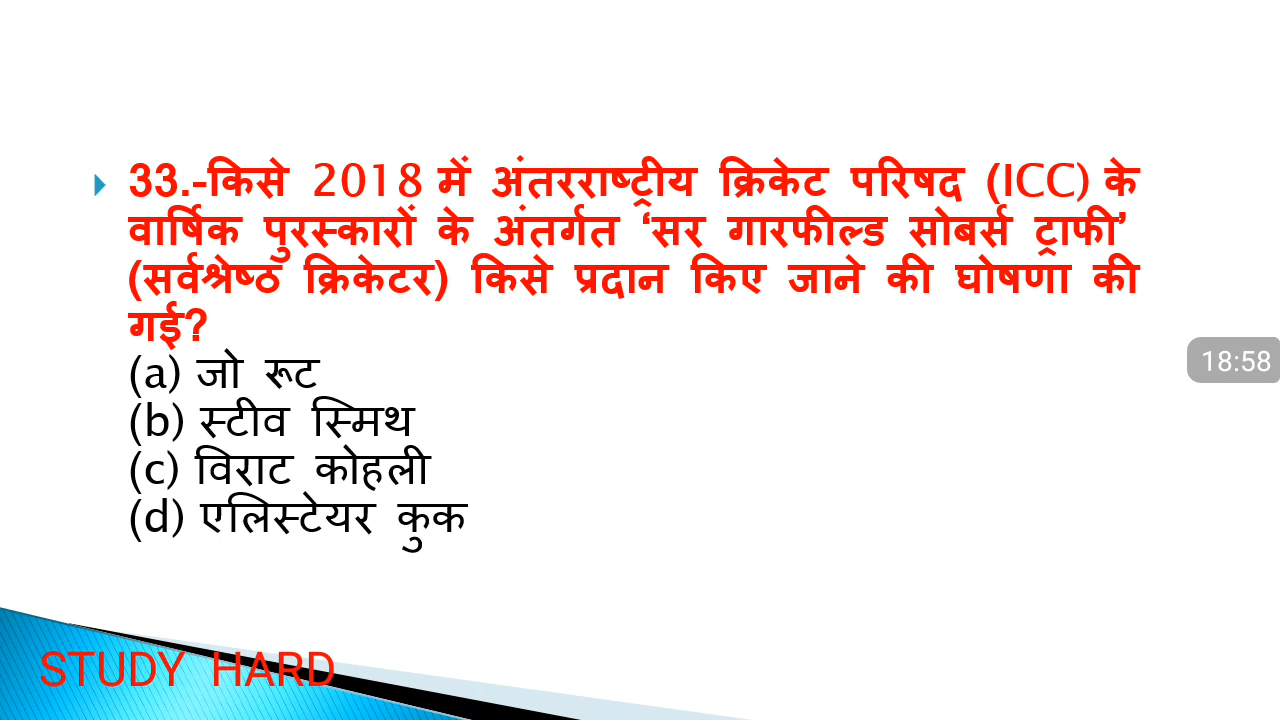 33.-किसे 2018 में अंतरराष्ट्रीय क्रिकेट परिषद (ICC) के
वार्षिक पुरस्कारों के अंतर्गत ‘सर गारफील्ड सोबर्स ट्राफी’
(सर्वश्रेष्ठ क्रिकेटर) किसे प्रदान किए जाने की घोषणा की
गई?
(a) जो रूट
(b) स्टीव स्मिथ
(c) विराट कोहली
(d) एलिस्टेयर कुक
18:58
STUDY HARD